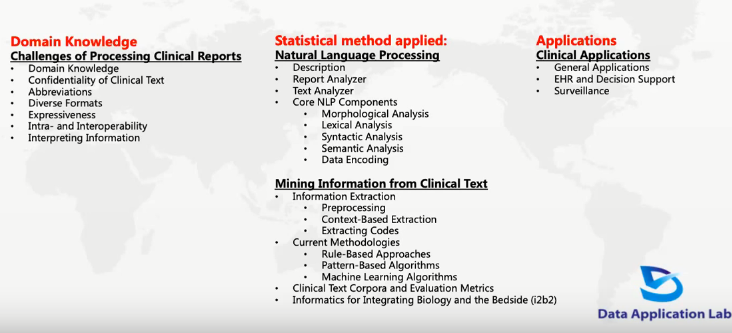 Domain Knowledge
Challenges of Processing Clinical Reports
• Domain Knowledge
• Confidentiality of Clinical Text
• Abbreviations
• Diverse Formats
• Expressiveness
• Intra- and Interoperability
• Interpreting Information
Statistical method applied:
Natural Language Processing
• Description
• Report Analyzer
• Text Analyzer
• Core NLP Components
• Morphological Analysis
• Lexical Analysis
• Syntactic Analysis
• Semantic Analysis
• Data Encoding
Mining Information from Clinical Text
• Information Extraction
• Preprocessing
• Context-Based Extraction
• Extracting Codes
• Current Methodologies
• Rule-Based Approaches
• Pattern-Based Algorithms
• Machine Learning Algorithms
• Clinical Text Corpora and Evaluation Metrics
• Informatics for Integrating Biology and the Bedside (i2b2)
Applications
Clinical Applications
• General Applications
• EHR and Decision Support
• Surveillance
Data Application Lab